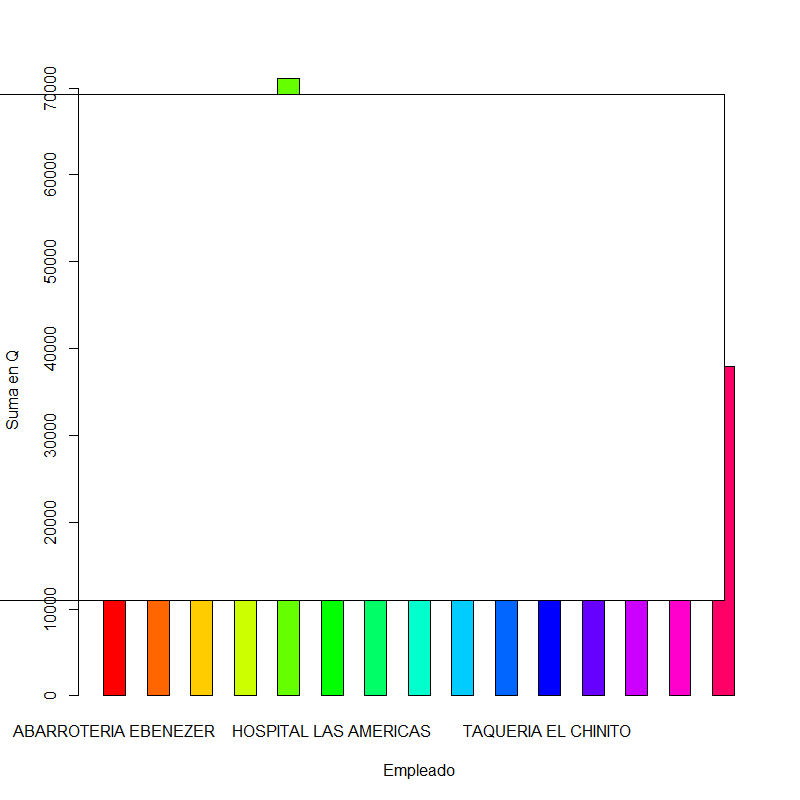 70000
60000
50000
40000
30000
20000
10000
0
Suma en Q
ABARROTERIA EBENEZER HOSPITAL LAS AMERICAS TAQUERIA EL CHINITO
Empleado